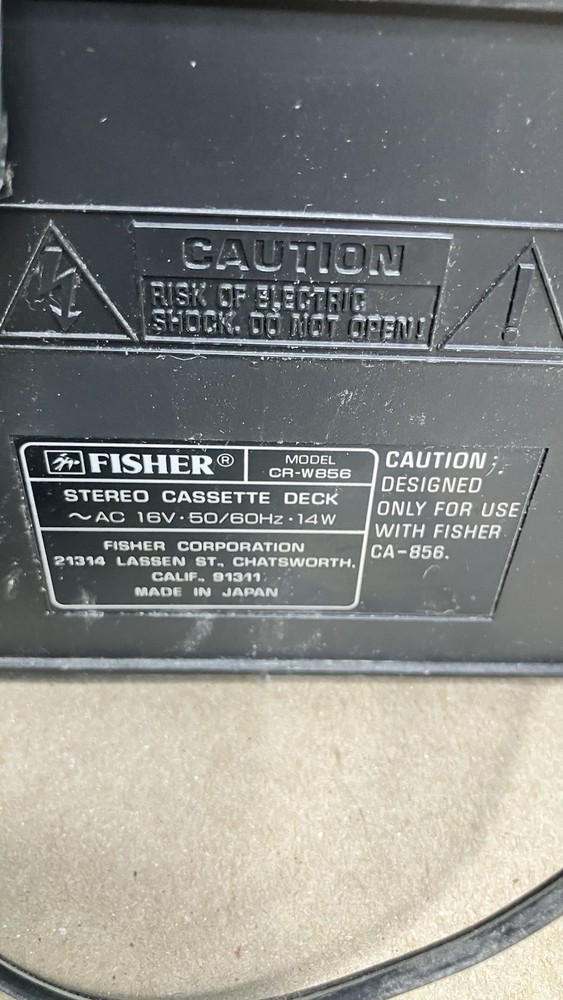 CAUTION
RISK OF ELECTRIC
SHOCK. DO NOT OPEN!
FISHER®
MODEL
CR-W856
STEREO CASSETTE DECK
~AC 16V·50/60Hz·14W
FISHER CORPORATION
21314 LASSEN ST., CHATSWORTH,
CALIF., 91311
MADE IN JAPAN
CAUTION;
DESIGNED
ONLY FOR USE
WITH FISHER
CA-856.